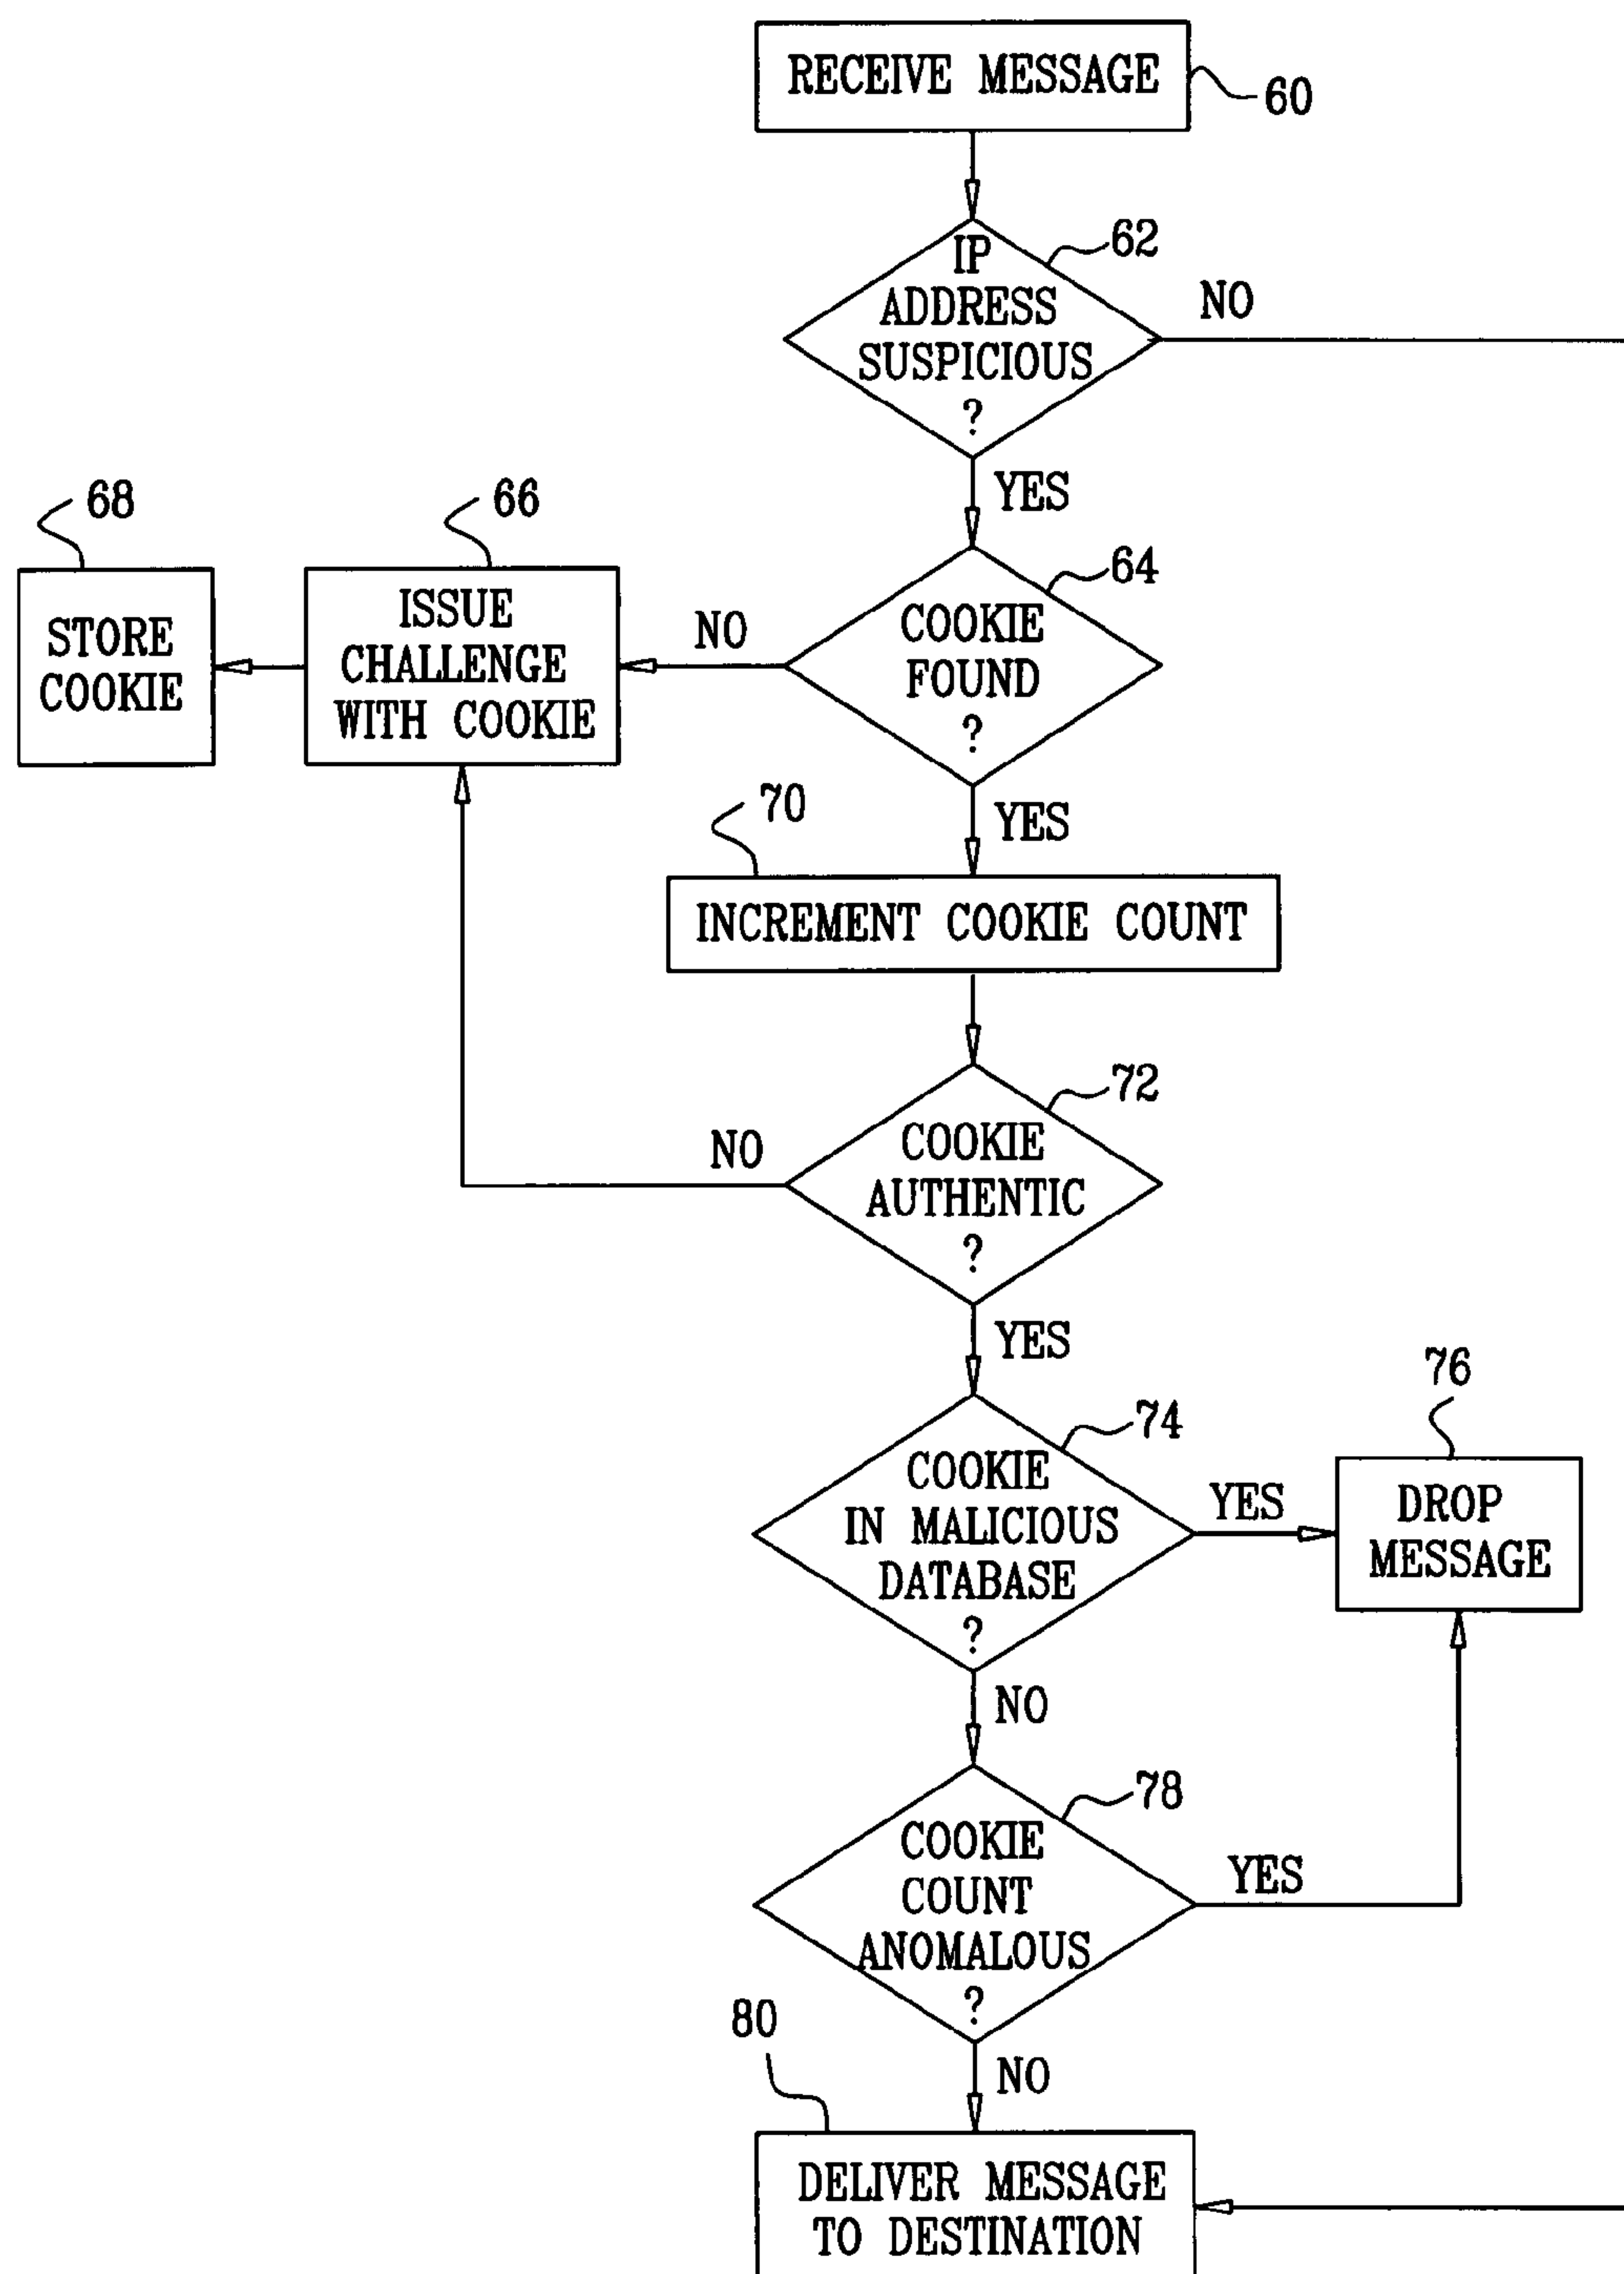 RECEIVE MESSAGE
60
IP
ADDRESS
SUSPICIOUS
?
62
NO
YES
68
66
64
STORE
COOKIE
ISSUE
CHALLENGE
WITH COOKIE
NO
COOKIE
FOUND
?
YES
70
INCREMENT COOKIE COUNT
72
NO
COOKIE
AUTHENTIC
?
YES
76
74
COOKIE
IN MALICIOUS
DATABASE
?
YES
DROP
MESSAGE
NO
78
COOKIE
COUNT
ANOMALOUS
?
YES
80
NO
DELIVER MESSAGE
TO DESTINATION